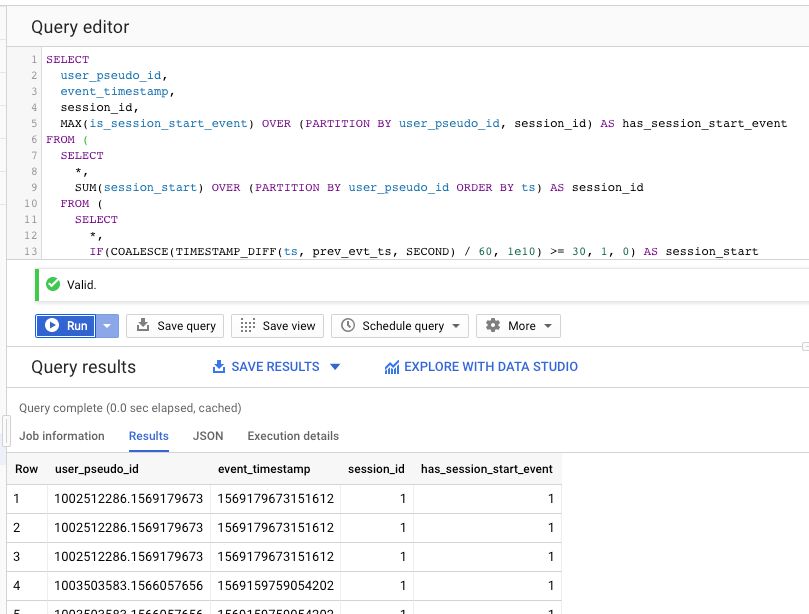 Query editor
1 SELECT
2 user_pseudo_id,
3 event_timestamp,
4 session_id,
5 MAX(is_session_start_event) OVER (PARTITION BY user_pseudo_id, session_id) AS has_session_start_event
6 FROM (
7 SELECT
8 *,
9 SUM(session_start) OVER (PARTITION BY user_pseudo_id ORDER BY ts) AS session_id
10 FROM (
11 SELECT
12 *,
13 IF(COALESCE(TIMESTAMP_DIFF(ts, prev_evt_ts, SECOND) / 60, 1e10) >= 30, 1, 0) AS session_start
Valid.
Run Save query Save view Schedule query More
Query results SAVE RESULTS EXPLORE WITH DATA STUDIO
Query complete (0.0 sec elapsed, cached)
Job information Results JSON Execution details
Row user_pseudo_id event_timestamp session_id has_session_start_event
1 1002512286.1569179673 1569179673151612 1 1
2 1002512286.1569179673 1569179673151612 1 1
3 1002512286.1569179673 1569179673151612 1 1
4 1003503583.1566057656 1569159759054202 1 1
5 1003503583.1566057656 1569159759054202 1 1